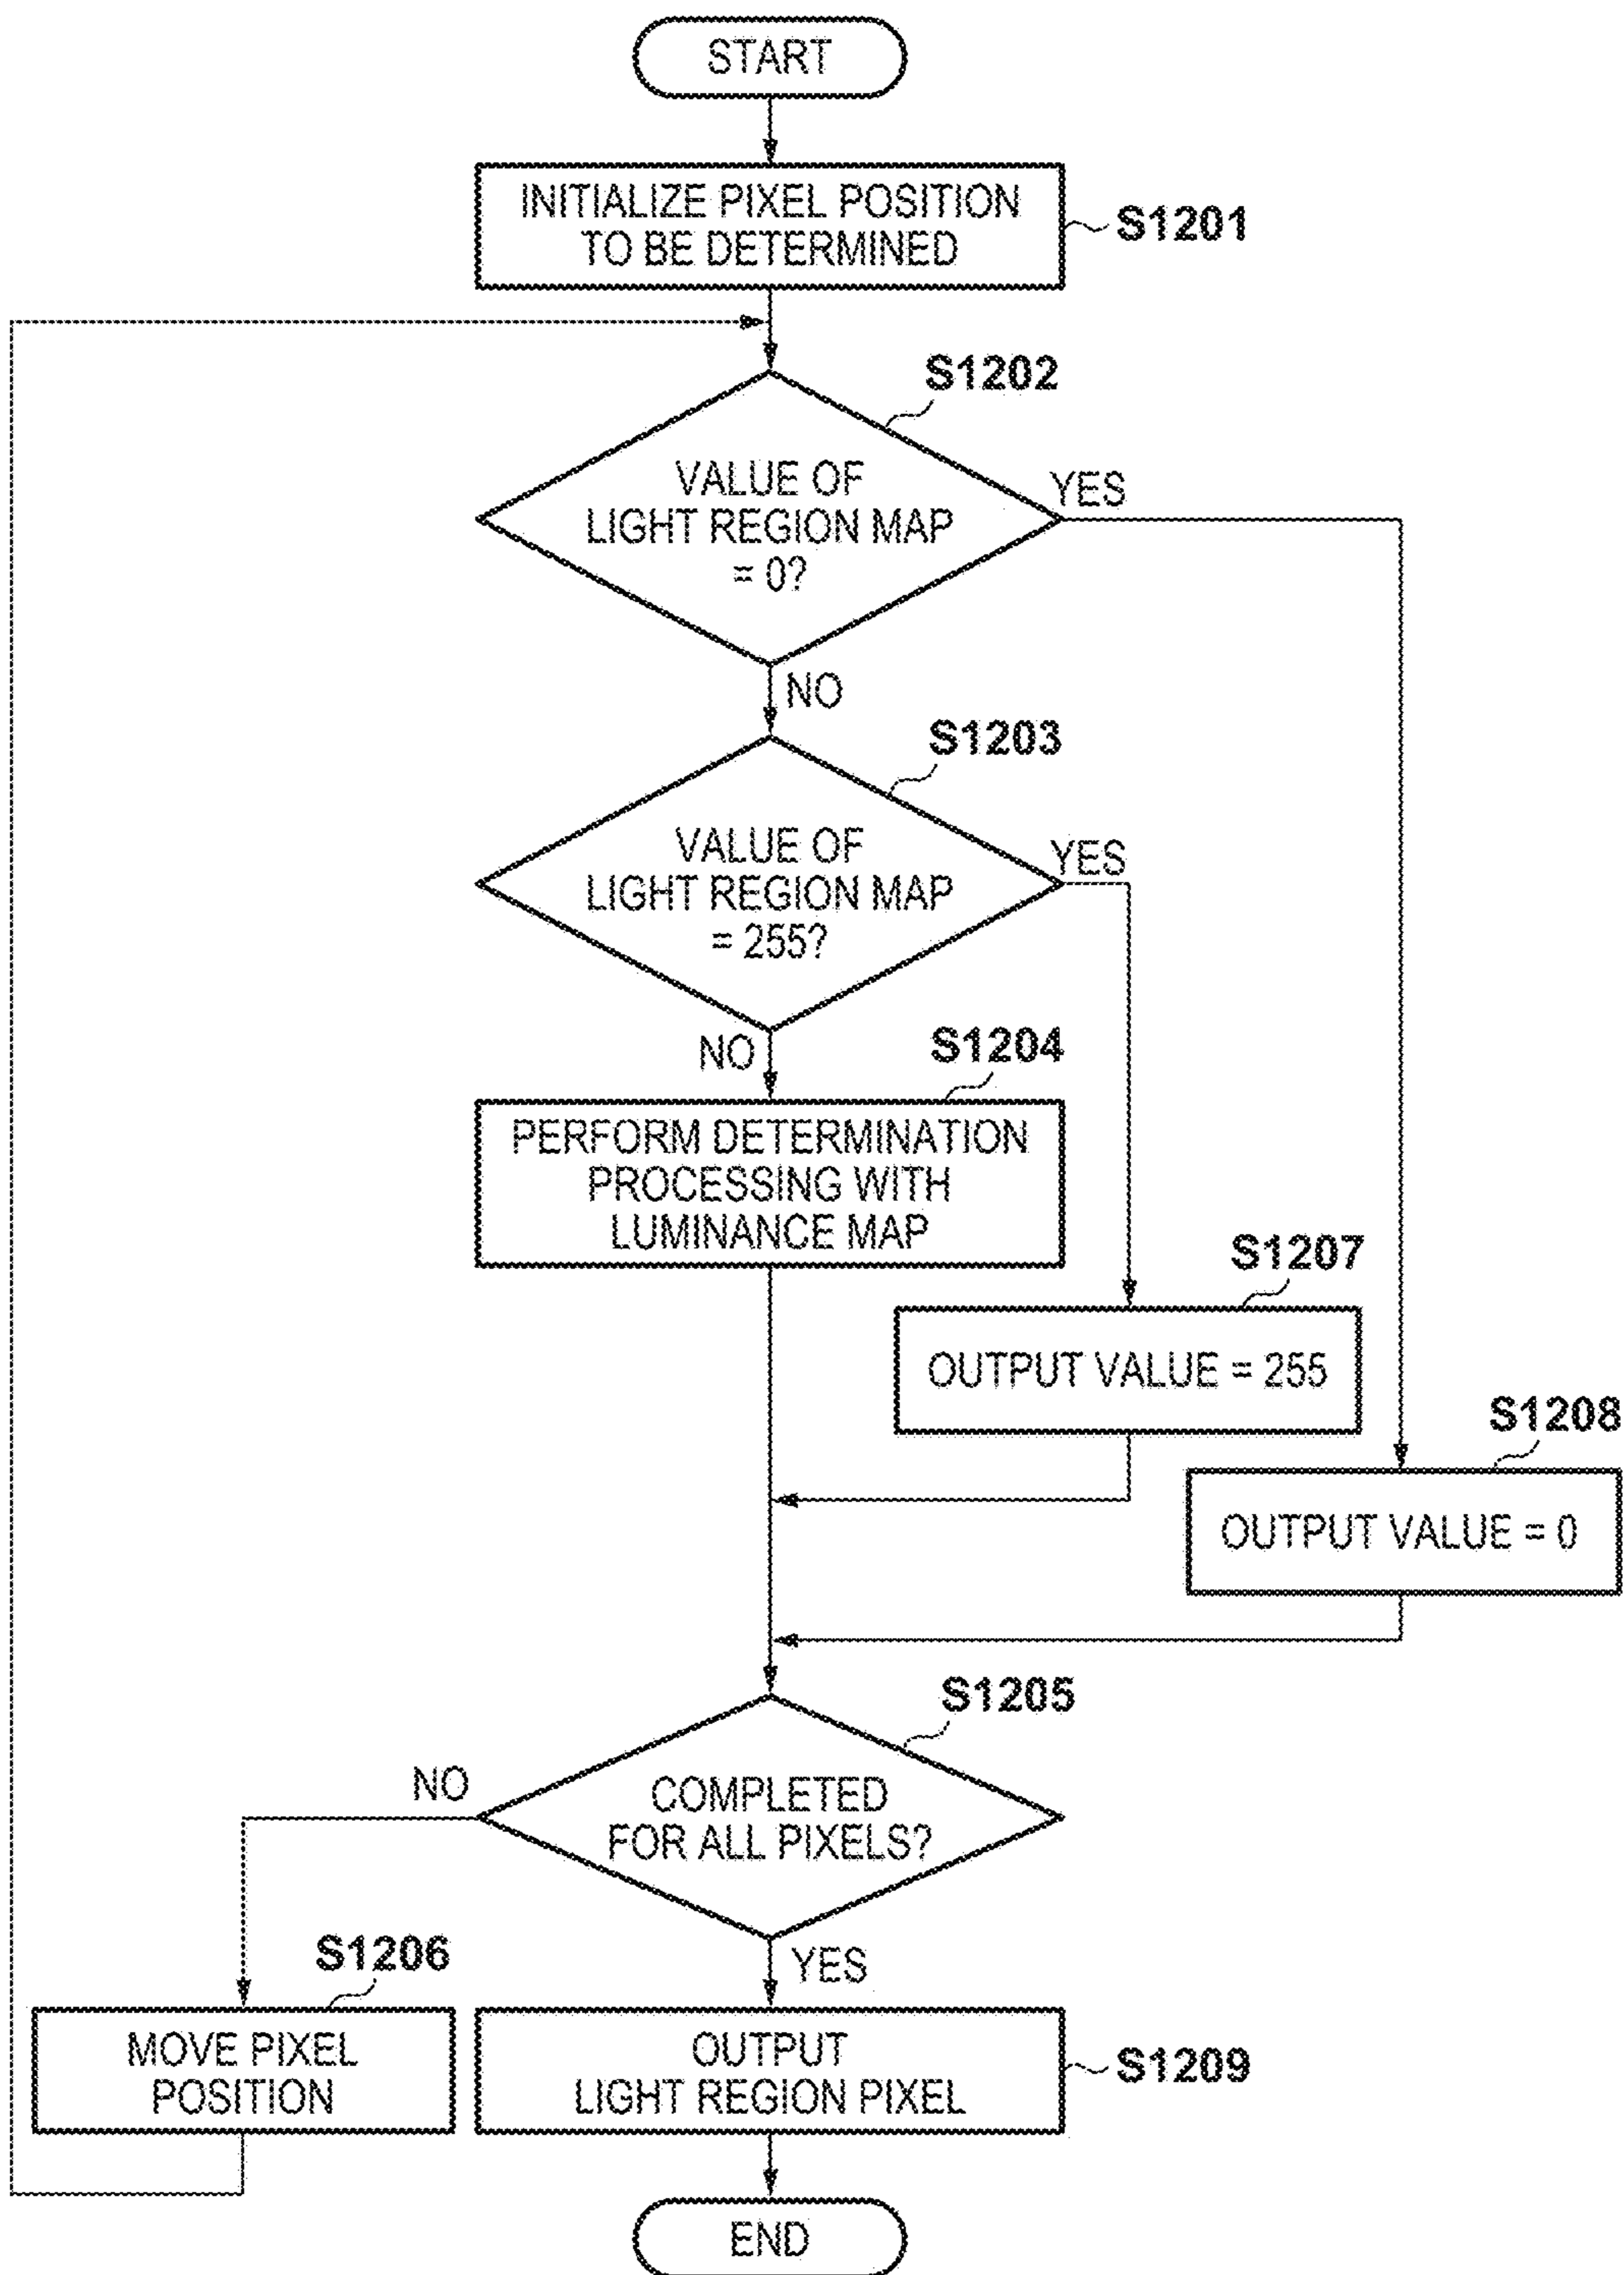 START
INITIALIZE PIXEL POSITION
TO BE DETERMINED
S1201
S1202
VALUE OF
LIGHT REGION MAP
= 0?
YES
NO
S1203
VALUE OF
LIGHT REGION MAP
= 255?
YES
NO
S1204
PERFORM DETERMINATION
PROCESSING WITH
LUMINANCE MAP
S1207
OUTPUT VALUE = 255
S1208
OUTPUT VALUE = 0
S1205
COMPLETED
FOR ALL PIXELS?
NO
YES
S1206
MOVE PIXEL
POSITION
OUTPUT
LIGHT REGION PIXEL
S1209
END